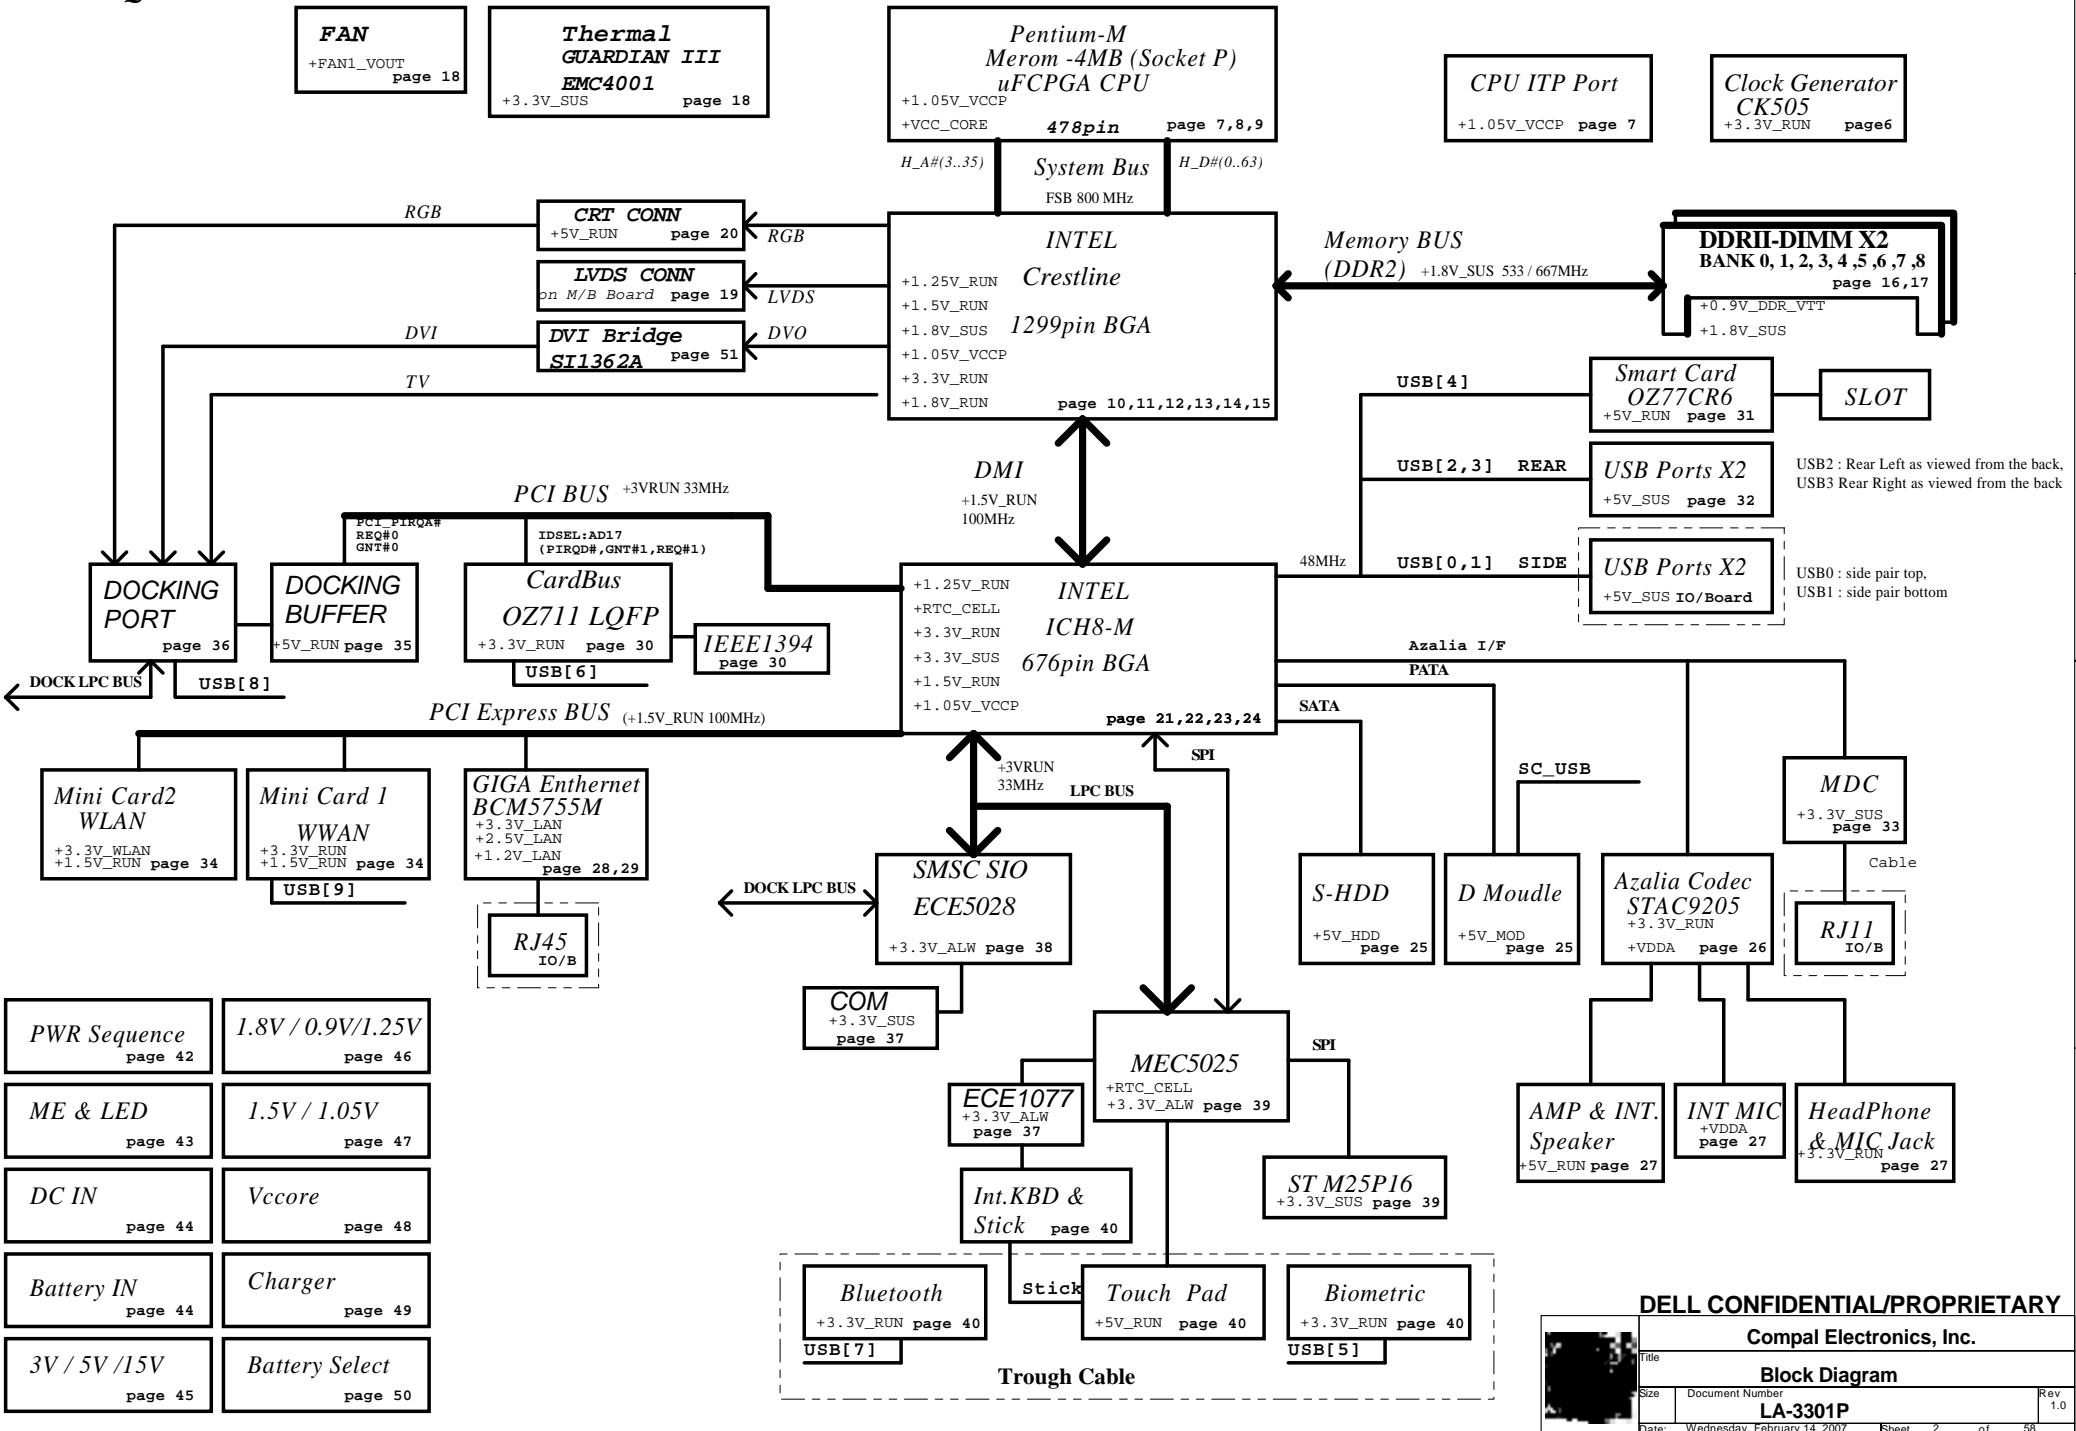 FAN
+FAN1_VOUT
page 18
Thermal
GUARDIAN III
EMC4001
+3.3V_SUS page 18
Pentium-M
Merom -4MB (Socket P)
uFCPGA CPU
+1.05V_VCCP
+VCC_CORE 478pin page 7,8,9
CPU ITP Port
+1.05V_VCCP page 7
Clock Generator
CK505
+3.3V_RUN page6
H_A#(3..35)
System Bus
H_D#(0..63)
FSB 800 MHz
RGB
CRT CONN
+5V_RUN page 20
RGB
LVDS CONN
on M/B Board page 19
LVDS
DVI
DVI Bridge
SI1362A page 51
DVO
TV
INTEL
Crestline
1299pin BGA
+1.25V_RUN
+1.5V_RUN
+1.8V_SUS
+1.05V_VCCP
+3.3V_RUN
+1.8V_RUN
page 10,11,12,13,14,15
Memory BUS
(DDR2) +1.8V_SUS 533 / 667MHz
DDRII-DIMM X2
BANK 0, 1, 2, 3, 4 ,5 ,6 ,7 ,8
page 16,17
+0.9V_DDR_VTT
+1.8V_SUS
USB[4]
Smart Card
OZ77CR6
+5V_RUN page 31
SLOT
USB[2,3] REAR
USB Ports X2
+5V_SUS page 32
USB2 : Rear Left as viewed from the back,
USB3 Rear Right as viewed from the back
48MHz
USB[0,1] SIDE
USB Ports X2
+5V_SUS IO/Board
USB0 : side pair top,
USB1 : side pair bottom
DMI
+1.5V_RUN
100MHz
PCI BUS +3VRUN 33MHz
PCI_PIRQA#
REQ#0
GNT#0
IDSEL:AD17
(PIRQD#,GNT#1,REQ#1)
DOCKING
PORT
page 36
DOCKING
BUFFER
+5V_RUN page 35
CardBus
OZ711 LQFP
+3.3V_RUN page 30
IEEE1394
page 30
DOCK LPC BUS
USB[8]
USB[6]
INTEL
ICH8-M
676pin BGA
+1.25V_RUN
+RTC_CELL
+3.3V_RUN
+3.3V_SUS
+1.5V_RUN
+1.05V_VCCP
page 21,22,23,24
Azalia I/F
PATA
SATA
PCI Express BUS (+1.5V_RUN 100MHz)
Mini Card2
WLAN
+3.3V_WLAN
+1.5V_RUN page 34
Mini Card 1
WWAN
+3.3V_RUN
+1.5V_RUN page 34
USB[9]
GIGA Enthernet
BCM5755M
+3.3V_LAN
+2.5V_LAN
+1.2V_LAN
page 28,29
RJ45
IO/B
+3VRUN
33MHz
LPC BUS
SPI
SC_USB
MDC
+3.3V_SUS
page 33
Cable
RJ11
IO/B
DOCK LPC BUS
SMSC SIO
ECE5028
+3.3V_ALW page 38
S-HDD
+5V_HDD
page 25
D Moudle
+5V_MOD
page 25
Azalia Codec
STAC9205
+3.3V_RUN
+VDDA page 26
COM
+3.3V_SUS
page 37
MEC5025
+RTC_CELL
+3.3V_ALW page 39
SPI
ECE1077
+3.3V_ALW
page 37
Int.KBD &
Stick page 40
ST M25P16
+3.3V_SUS page 39
AMP & INT.
Speaker
+5V_RUN page 27
INT MIC
+VDDA
page 27
HeadPhone
& MIC Jack
+3.3V_RUN
page 27
PWR Sequence
page 42
1.8V / 0.9V/1.25V
page 46
ME & LED
page 43
1.5V / 1.05V
page 47
DC IN
page 44
Vccore
page 48
Battery IN
page 44
Charger
page 49
3V / 5V /15V
page 45
Battery Select
page 50
Bluetooth
+3.3V_RUN page 40
USB[7]
Stick
Touch Pad
+5V_RUN page 40
Biometric
+3.3V_RUN page 40
USB[5]
Trough Cable
DELL CONFIDENTIAL/PROPRIETARY
Compal Electronics, Inc.
Title
Block Diagram
Size Document Number Rev
LA-3301P 1.0
Date: Wednesday, February 14, 2007 Sheet 2 of 58